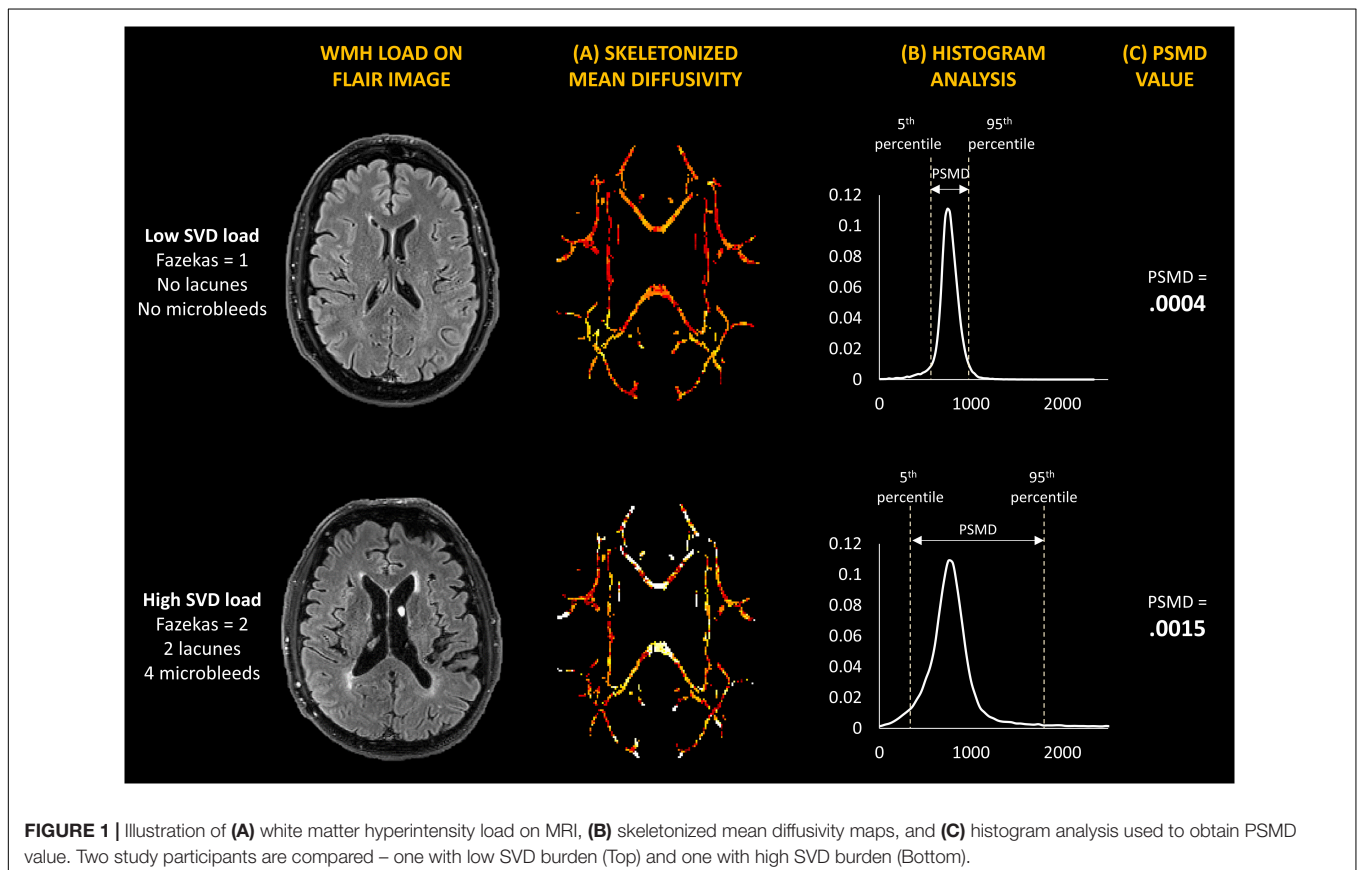 WMH LOAD ON
FLAIR IMAGE
(A) SKELETONIZED
MEAN DIFFUSIVITY
(B) HISTOGRAM
ANALYSIS
(C) PSMD
VALUE
Low SVD load
Fazekas = 1
No lacunes
No microbleeds
5th
percentile
95th
percentile
PSMD
0.12
0.1
0.08
0.06
0.04
0.02
0
0 1000 2000
PSMD =
.0004
High SVD load
Fazekas = 2
2 lacunes
4 microbleeds
5th
percentile
95th
percentile
PSMD
0.12
0.1
0.08
0.06
0.04
0.02
0
0 1000 2000
PSMD =
.0015
FIGURE 1 | Illustration of (A) white matter hyperintensity load on MRI, (B) skeletonized mean diffusivity maps, and (C) histogram analysis used to obtain PSMD
value. Two study participants are compared – one with low SVD burden (Top) and one with high SVD burden (Bottom).